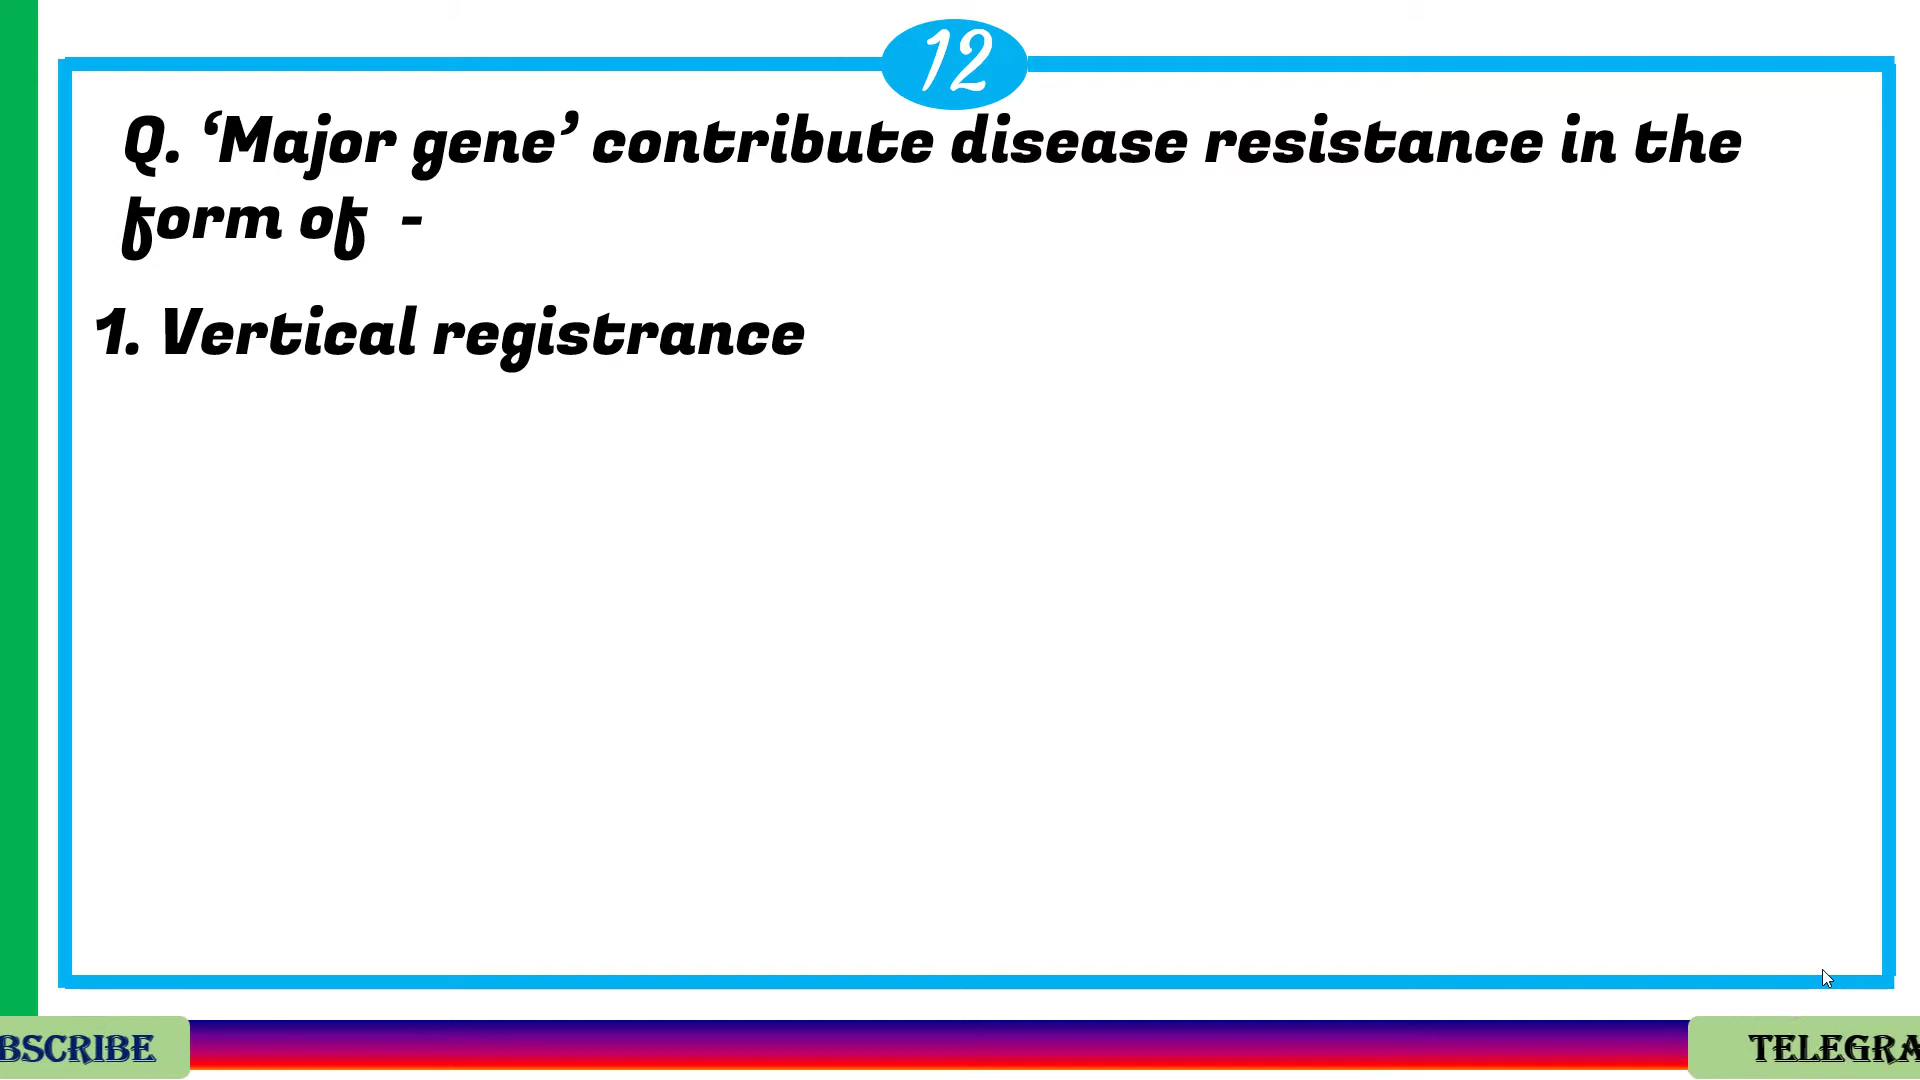 12
Q. ‘Major gene’ contribute disease resistance in the
form of -
1. Vertical registrance
BSCRIBE
TELEGRA